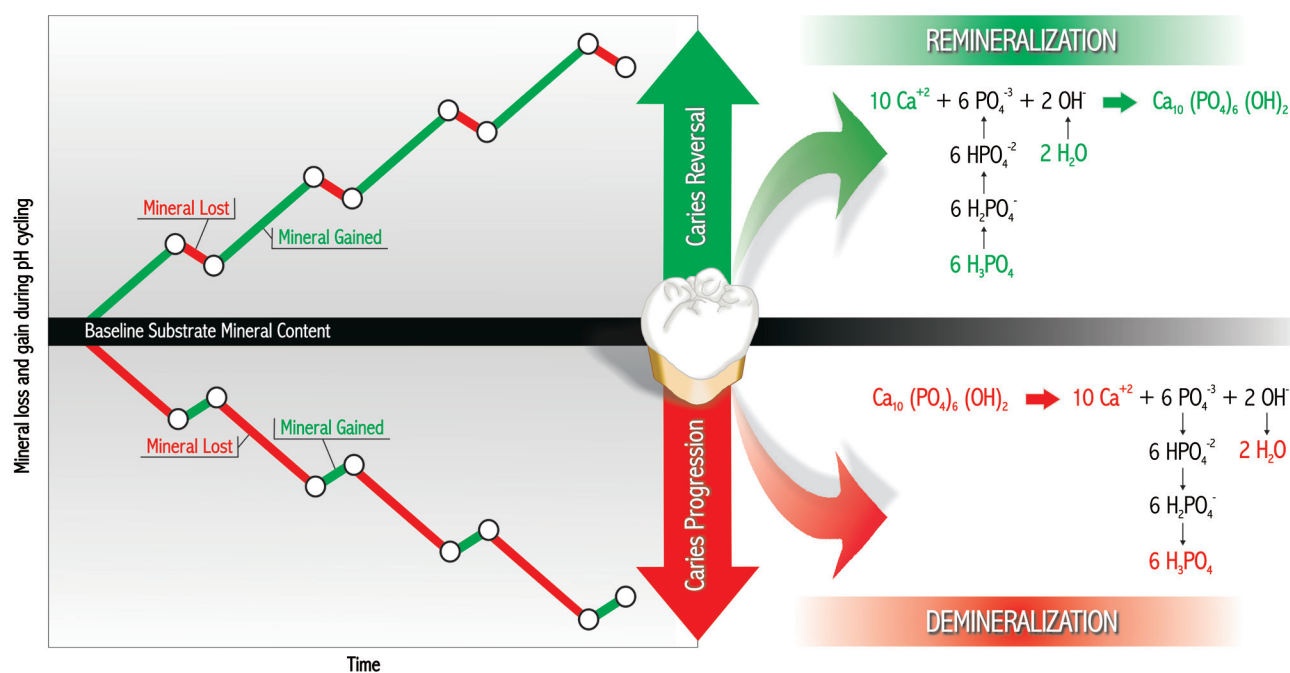 Mineral loss and gain during pH cycling
Mineral Lost
Mineral Gained
Baseline Substrate Mineral Content
Mineral Lost
Mineral Gained
Time
Caries Reversal
Caries Progression
REMINERALIZATION
10 Ca⁺² + 6 PO₄⁻³ + 2 OH⁻ → Ca₁₀ (PO₄)₆ (OH)₂
6 HPO₄⁻² 2 H₂O
6 H₂PO₄⁻
6 H₃PO₄
Ca₁₀ (PO₄)₆ (OH)₂ → 10 Ca⁺² + 6 PO₄⁻³ + 2 OH⁻
6 HPO₄⁻² 2 H₂O
6 H₂PO₄⁻
6 H₃PO₄
DEMINERALIZATION